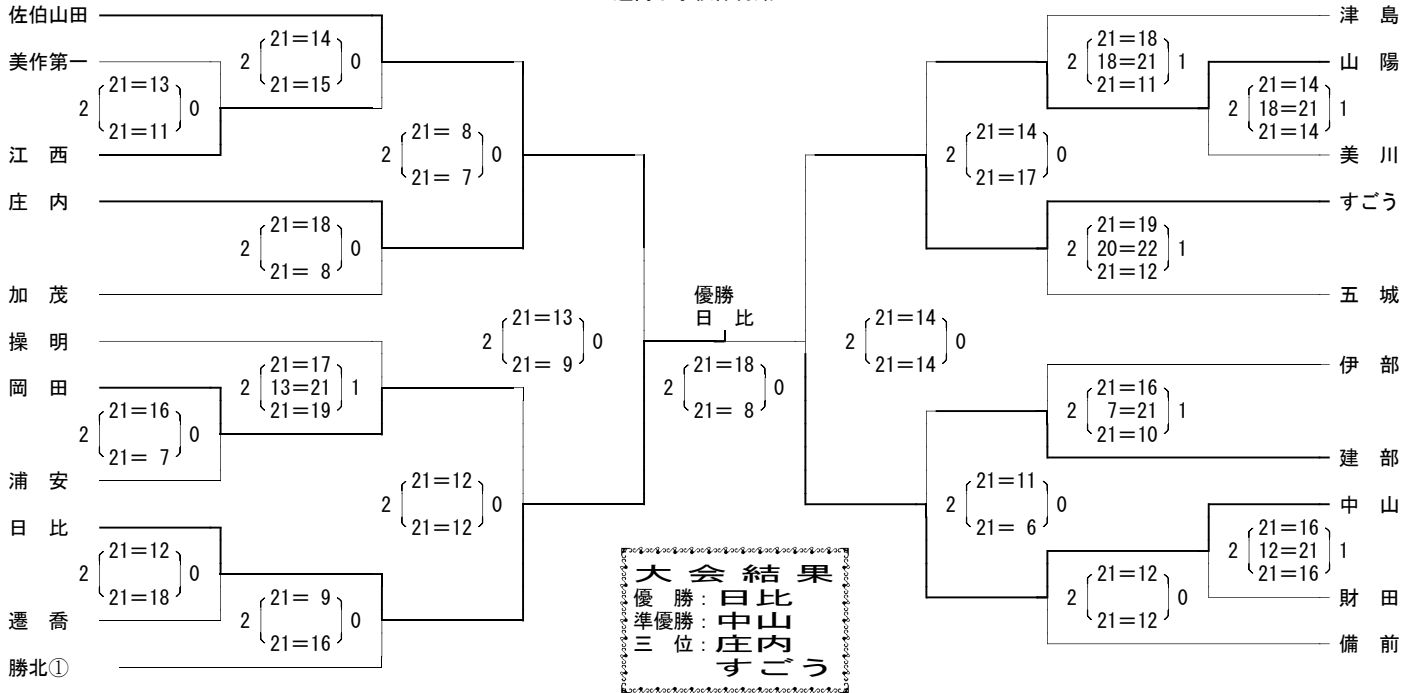 佐伯山田
美作第一
江 西
庄 内
加 茂
操 明
岡 田
浦 安
日 比
遷 喬
勝北①
2 21=13 0
21=11
2 21=14 0
21=15
2 21= 8 0
21= 7
2 21=18 0
21= 8
2 21=13 0
21= 9
2 21=16 0
21= 7
2 21=17 1
13=21
21=19
2 21=12 0
21=12
2 21=12 0
21=18
2 21= 9 0
21=16
優勝
日 比
2 21=18 0
21= 8
2 21=14 0
21=14
2 21=18 1
18=21
21=11
2 21=14 1
18=21
21=14
2 21=14 0
21=17
2 21=19 1
20=22
21=12
2 21=16 1
7=21
21=10
2 21=11 0
21= 6
2 21=16 1
12=21
21=16
2 21=12 0
21=12
津 島
山 陽
美 川
すごう
五 城
伊 部
建 部
中 山
財 田
備 前
大会結果
優 勝：日比
準優勝：中山
三 位：庄内
すごう